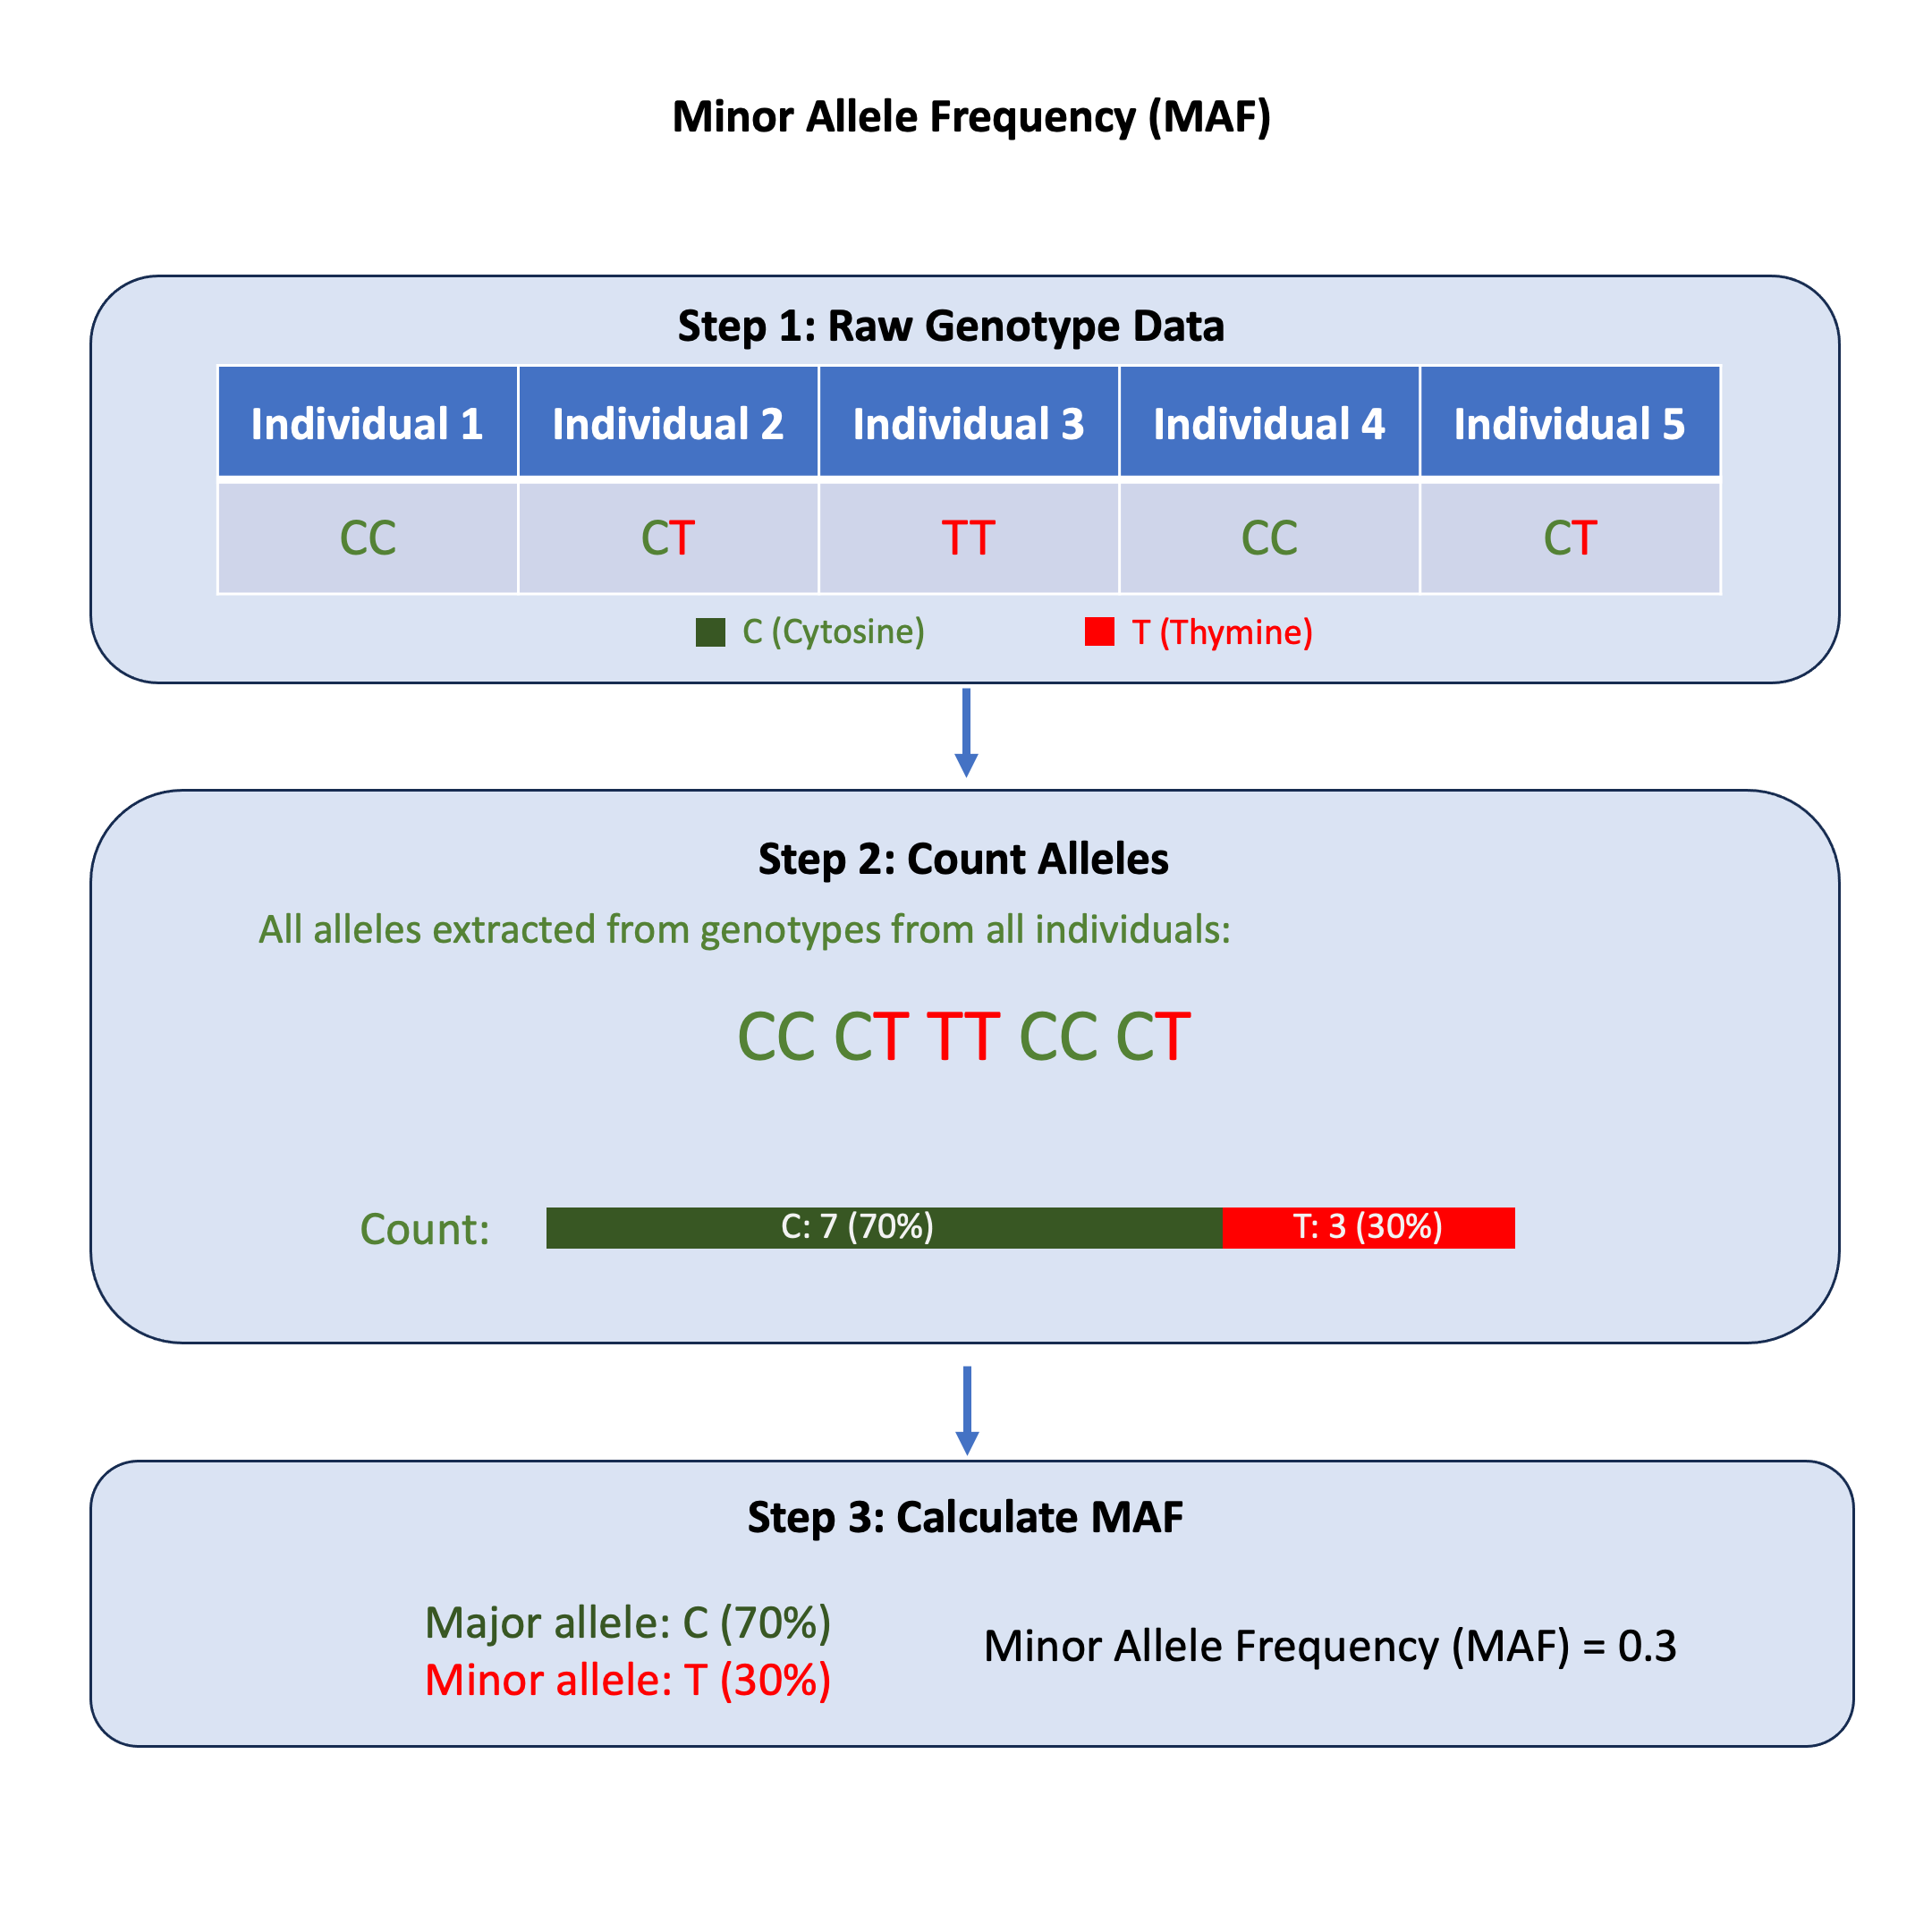 Minor Allele Frequency (MAF)
Step 1: Raw Genotype Data
Individual 1 Individual 2 Individual 3 Individual 4 Individual 5
CC CT TT CC CT
C (Cytosine) T (Thymine)
Step 2: Count Alleles
All alleles extracted from genotypes from all individuals:
CC CT TT CC CT
Count: C: 7 (70%) T: 3 (30%)
Step 3: Calculate MAF
Major allele: C (70%)
Minor allele: T (30%)
Minor Allele Frequency (MAF) = 0.3